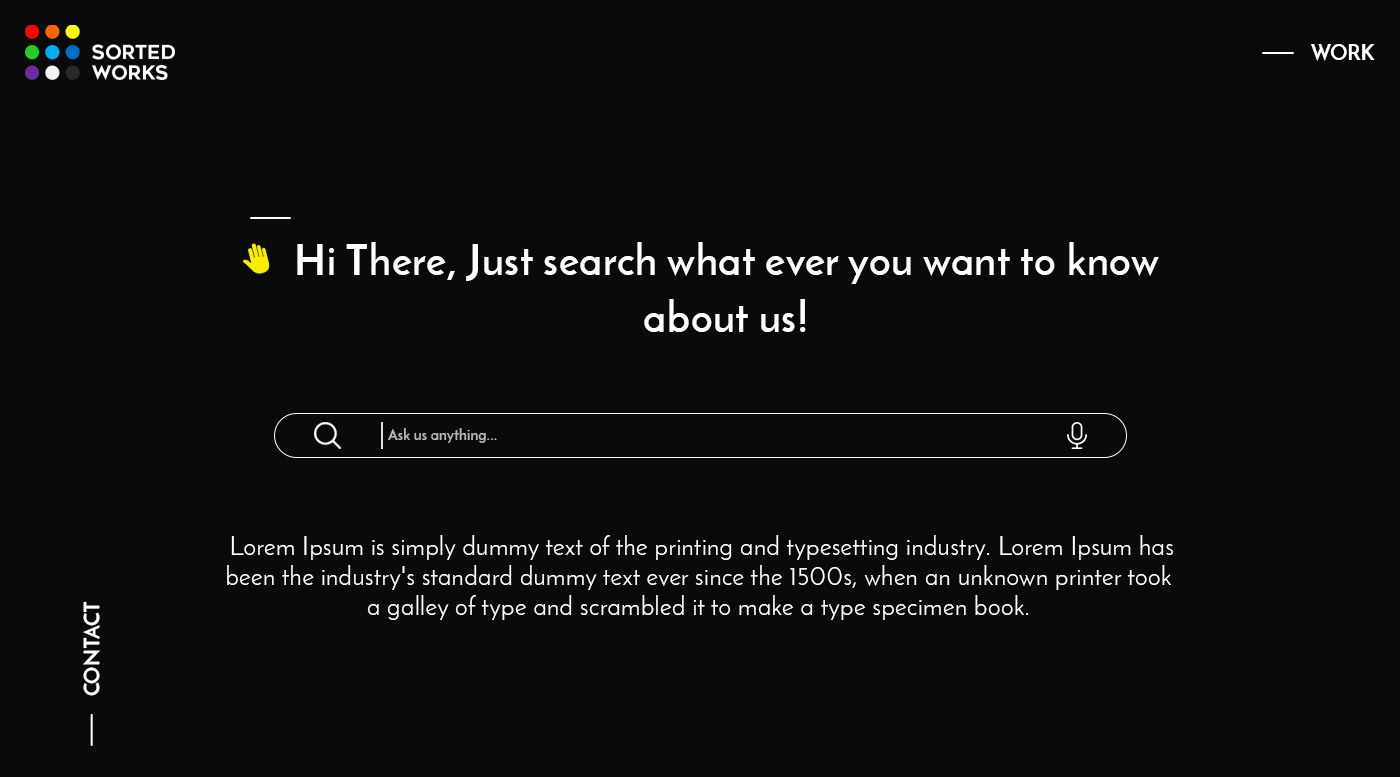 SORTED
WORKS
WORK
Hi There, Just search what ever you want to know
about us!
Ask us anything...
Lorem Ipsum is simply dummy text of the printing and typesetting industry. Lorem Ipsum has
been the industry's standard dummy text ever since the 1500s, when an unknown printer took
a galley of type and scrambled it to make a type specimen book.
CONTACT